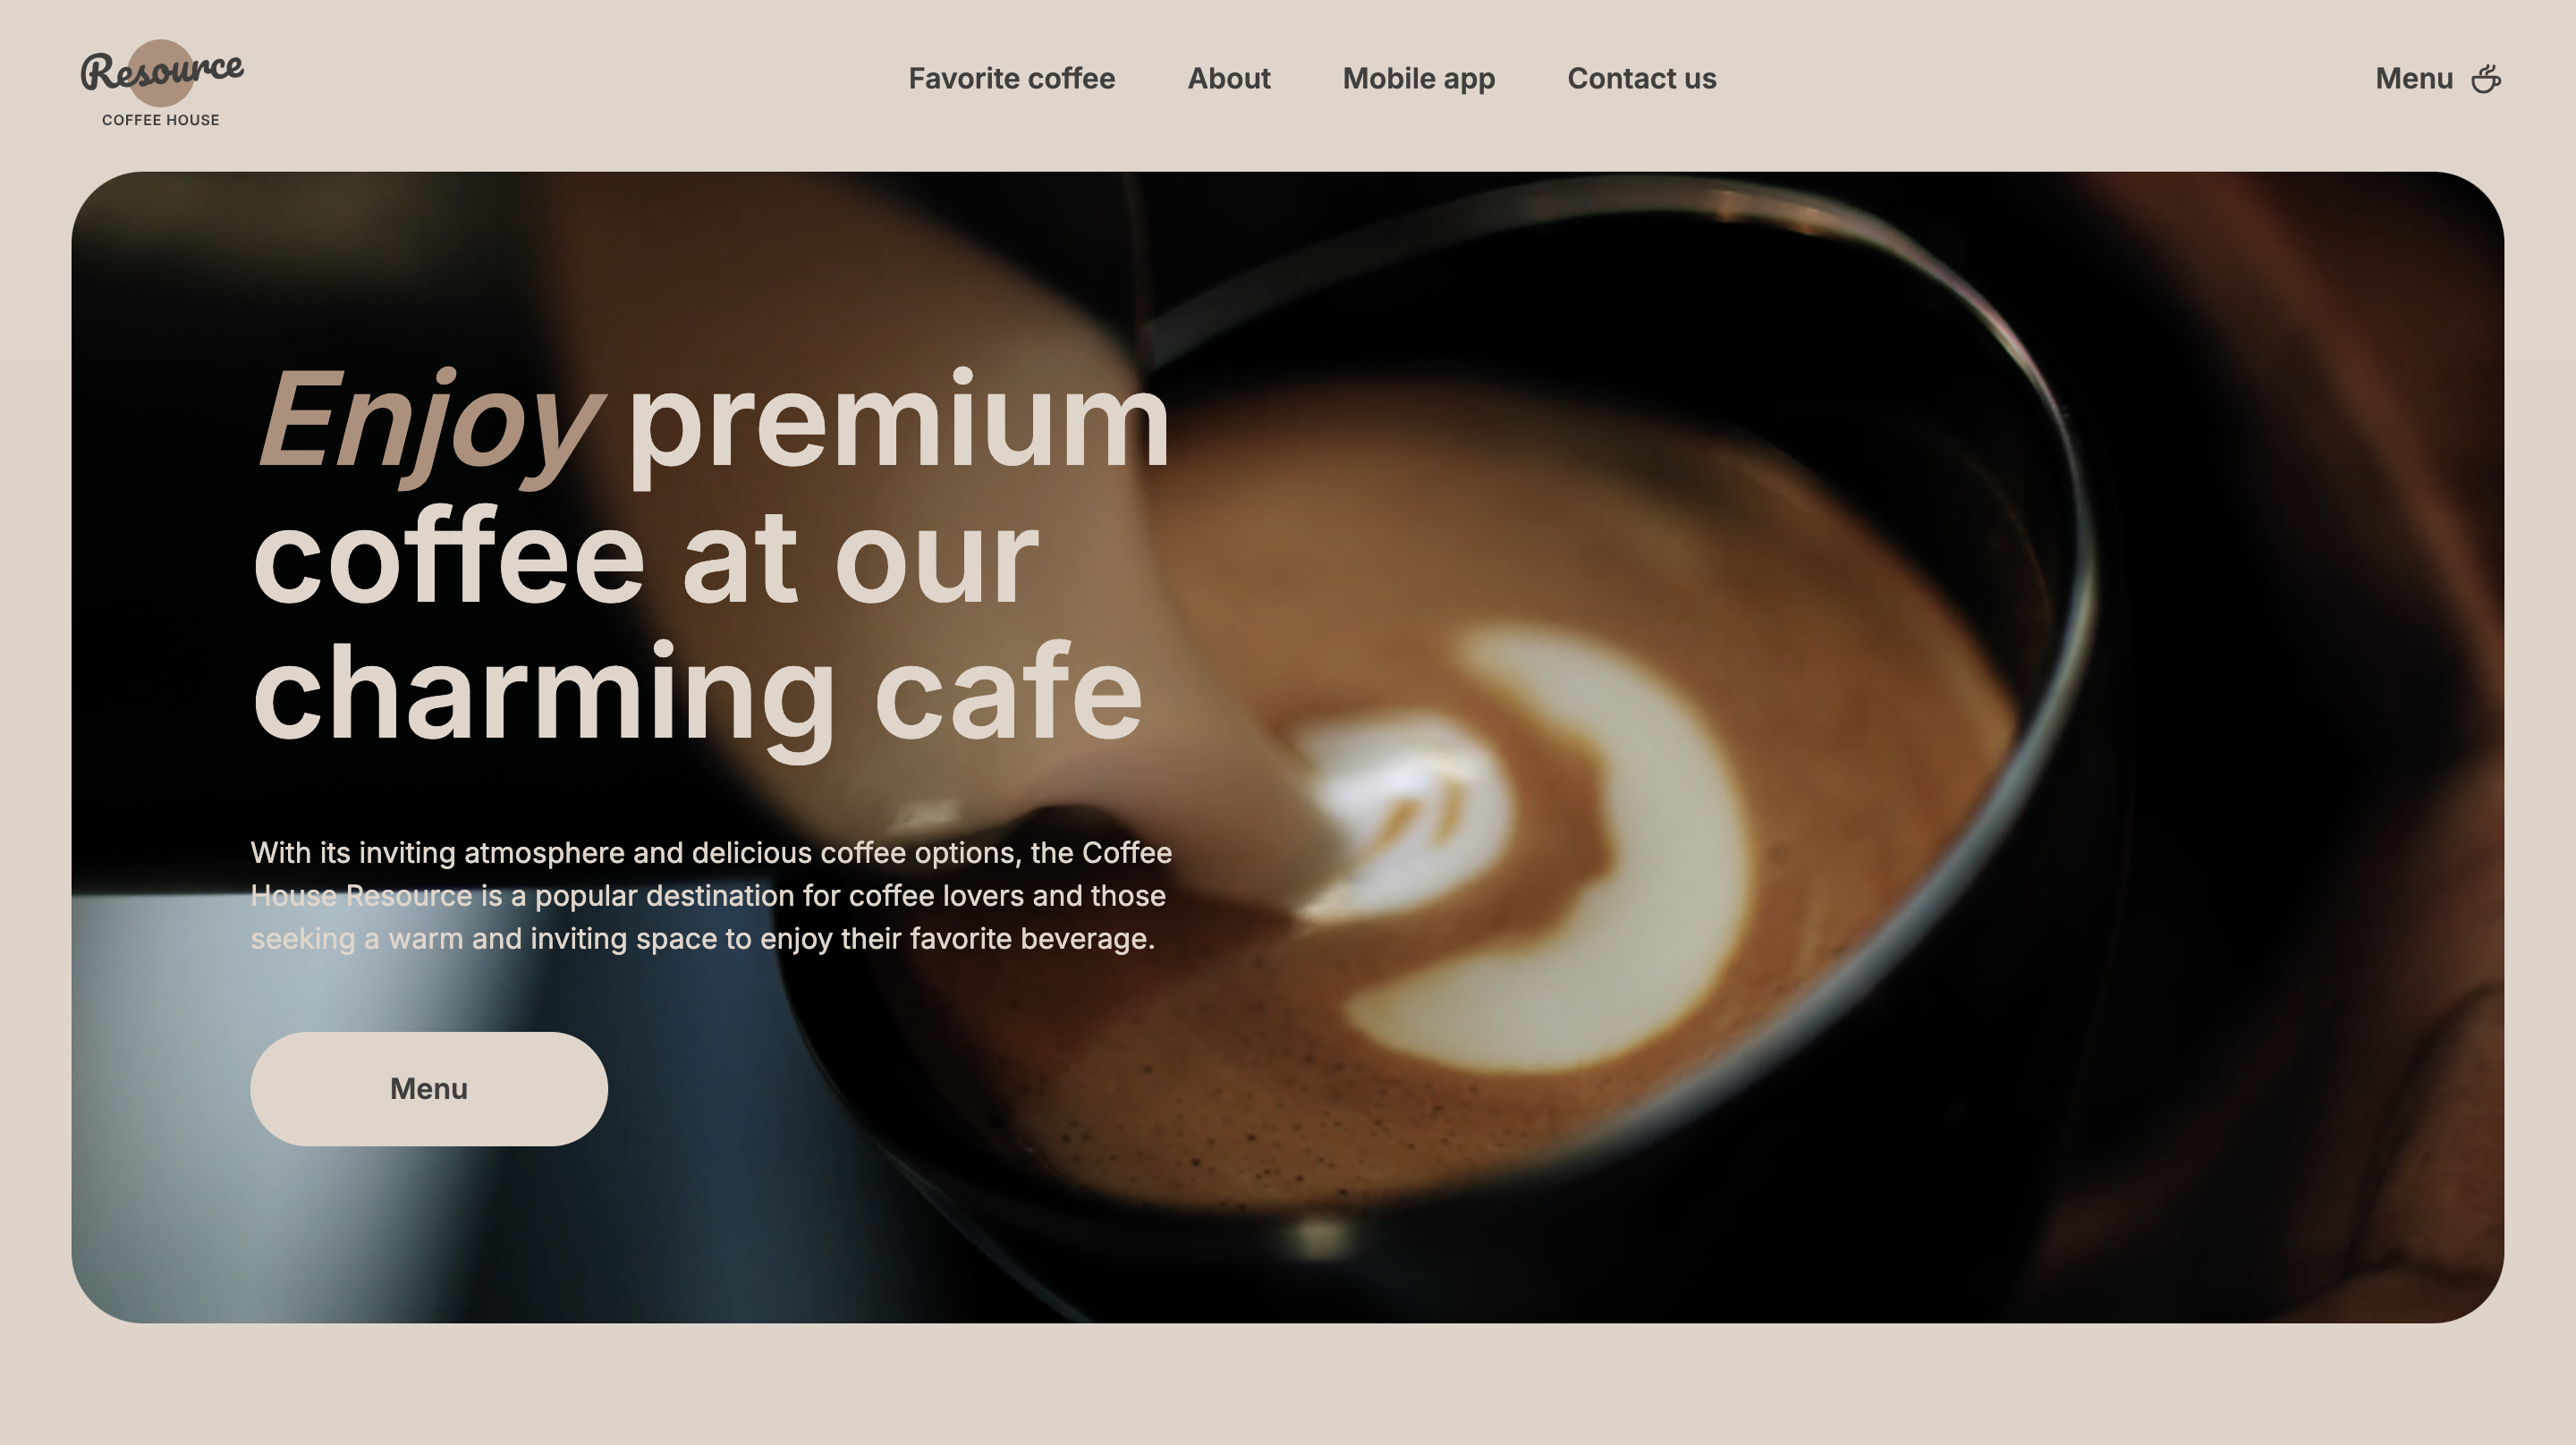 Resource
COFFEE HOUSE
Favorite coffee
About
Mobile app
Contact us
Menu
Enjoy premium
coffee at our
charming cafe
With its inviting atmosphere and delicious coffee options, the Coffee
House Resource is a popular destination for coffee lovers and those
seeking a warm and inviting space to enjoy their favorite beverage.
Menu